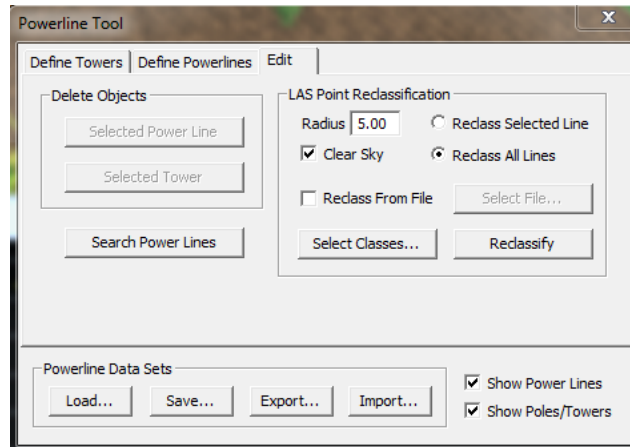 Powerline Tool
X
Define Towers Define Powerlines Edit
Delete Objects
Selected Power Line
Selected Tower
Search Power Lines
LAS Point Reclassification
Radius 5.00 Reclass Selected Line
Clear Sky Reclass All Lines
Reclass From File Select File...
Select Classes... Reclassify
Powerline Data Sets
Load... Save... Export... Import...
Show Power Lines
Show Poles/Towers